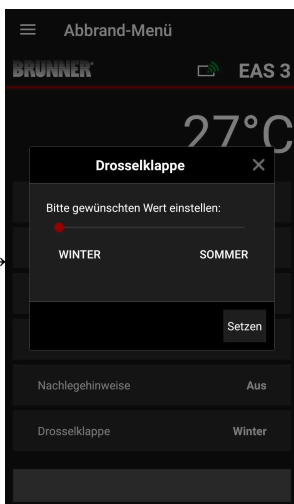 Abbrand-Menü
BRUNNER
EAS 3
27°C
Drosselklappe
Bitte gewünschten Wert einstellen:
WINTER SOMMER
Setzen
Nachlegehinweise Aus
Drosselklappe Winter